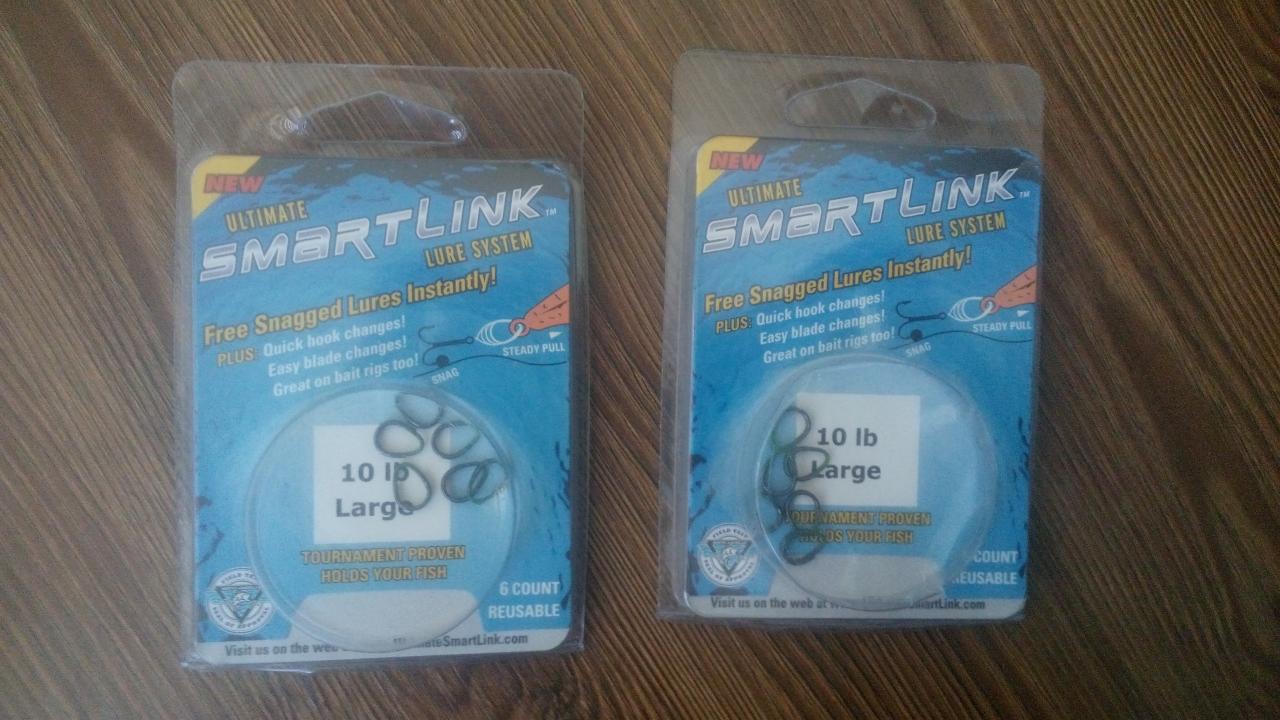 NEW
ULTIMATE
SMARTLINK™
LURE SYSTEM
Free Snagged Lures Instantly!
PLUS: Quick hook changes!
Easy blade changes!
Great on bait rigs too!
STEADY PULL
SNAG
10 lb
Large
TOURNAMENT PROVEN
HOLDS YOUR FISH
6 COUNT
REUSABLE
Visit us on the web
SmartLink.com
NEW
ULTIMATE
SMARTLINK™
LURE SYSTEM
Free Snagged Lures Instantly!
PLUS: Quick hook changes!
Easy blade changes!
Great on bait rigs too!
STEADY PULL
SNAG
10 lb
Large
TOURNAMENT PROVEN
HOLDS YOUR FISH
COUNT
REUSABLE
Visit us on the web at
SmartLink.com